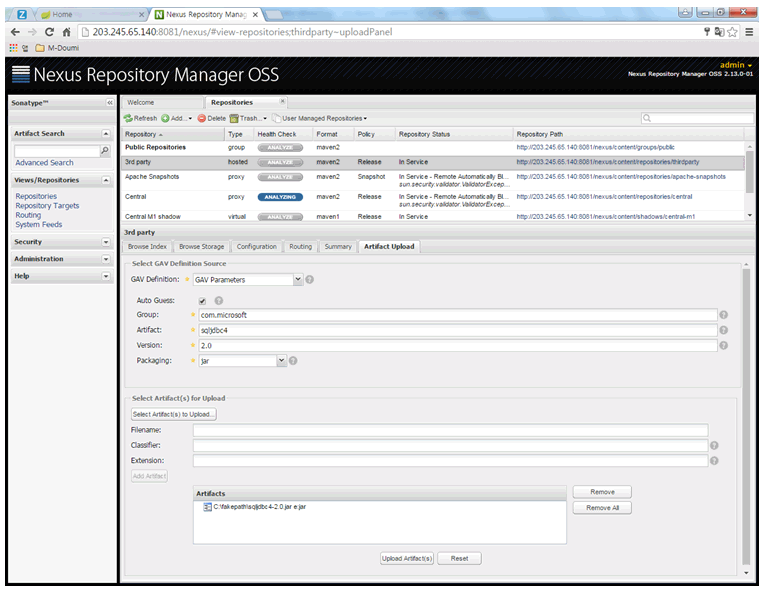 Home
Nexus Repository Manag
203.245.65.140:8081/nexus/#view-repositories;thirdparty~uploadPanel
M-Doumi
Nexus Repository Manager OSS
admin
Nexus Repository Manager OSS 2.13.0-01
Sonatype™
Artifact Search
Advanced Search
Views/Repositories
Repositories
Repository Targets
Routing
System Feeds
Security
Administration
Help
Welcome
Repositories
Refresh Add... Delete Trash... User Managed Repositories
Repository Type Health Check Format Policy Repository Status Repository Path
Public Repositories group ANALYZE maven2 http://203.245.65.140:8081/nexus/content/groups/public
3rd party hosted ANALYZE maven2 Release In Service http://203.245.65.140:8081/nexus/content/repositories/thirdparty
Apache Snapshots proxy ANALYZE maven2 Snapshot In Service - Remote Automatically Bl... http://203.245.65.140:8081/nexus/content/repositories/apache-snapshots
sun.security.validator.ValidatorExcep...
Central proxy ANALYZING maven2 Release In Service - Remote Automatically Bl... http://203.245.65.140:8081/nexus/content/repositories/central
sun.security.validator.ValidatorExcep...
Central M1 shadow virtual ANALYZE maven1 Release In Service http://203.245.65.140:8081/nexus/content/shadows/central-m1
3rd party
Browse Index Browse Storage Configuration Routing Summary Artifact Upload
Select GAV Definition Source
GAV Definition: GAV Parameters
Auto Guess:
Group: com.microsoft
Artifact: sqljdbc4
Version: 2.0
Packaging: jar
Select Artifact(s) for Upload
Select Artifact(s) to Upload...
Filename:
Classifier:
Extension:
Add Artifact
Artifacts
C:\fakepath\sqljdbc4-2.0.jar e:jar
Remove
Remove All
Upload Artifact(s) Reset